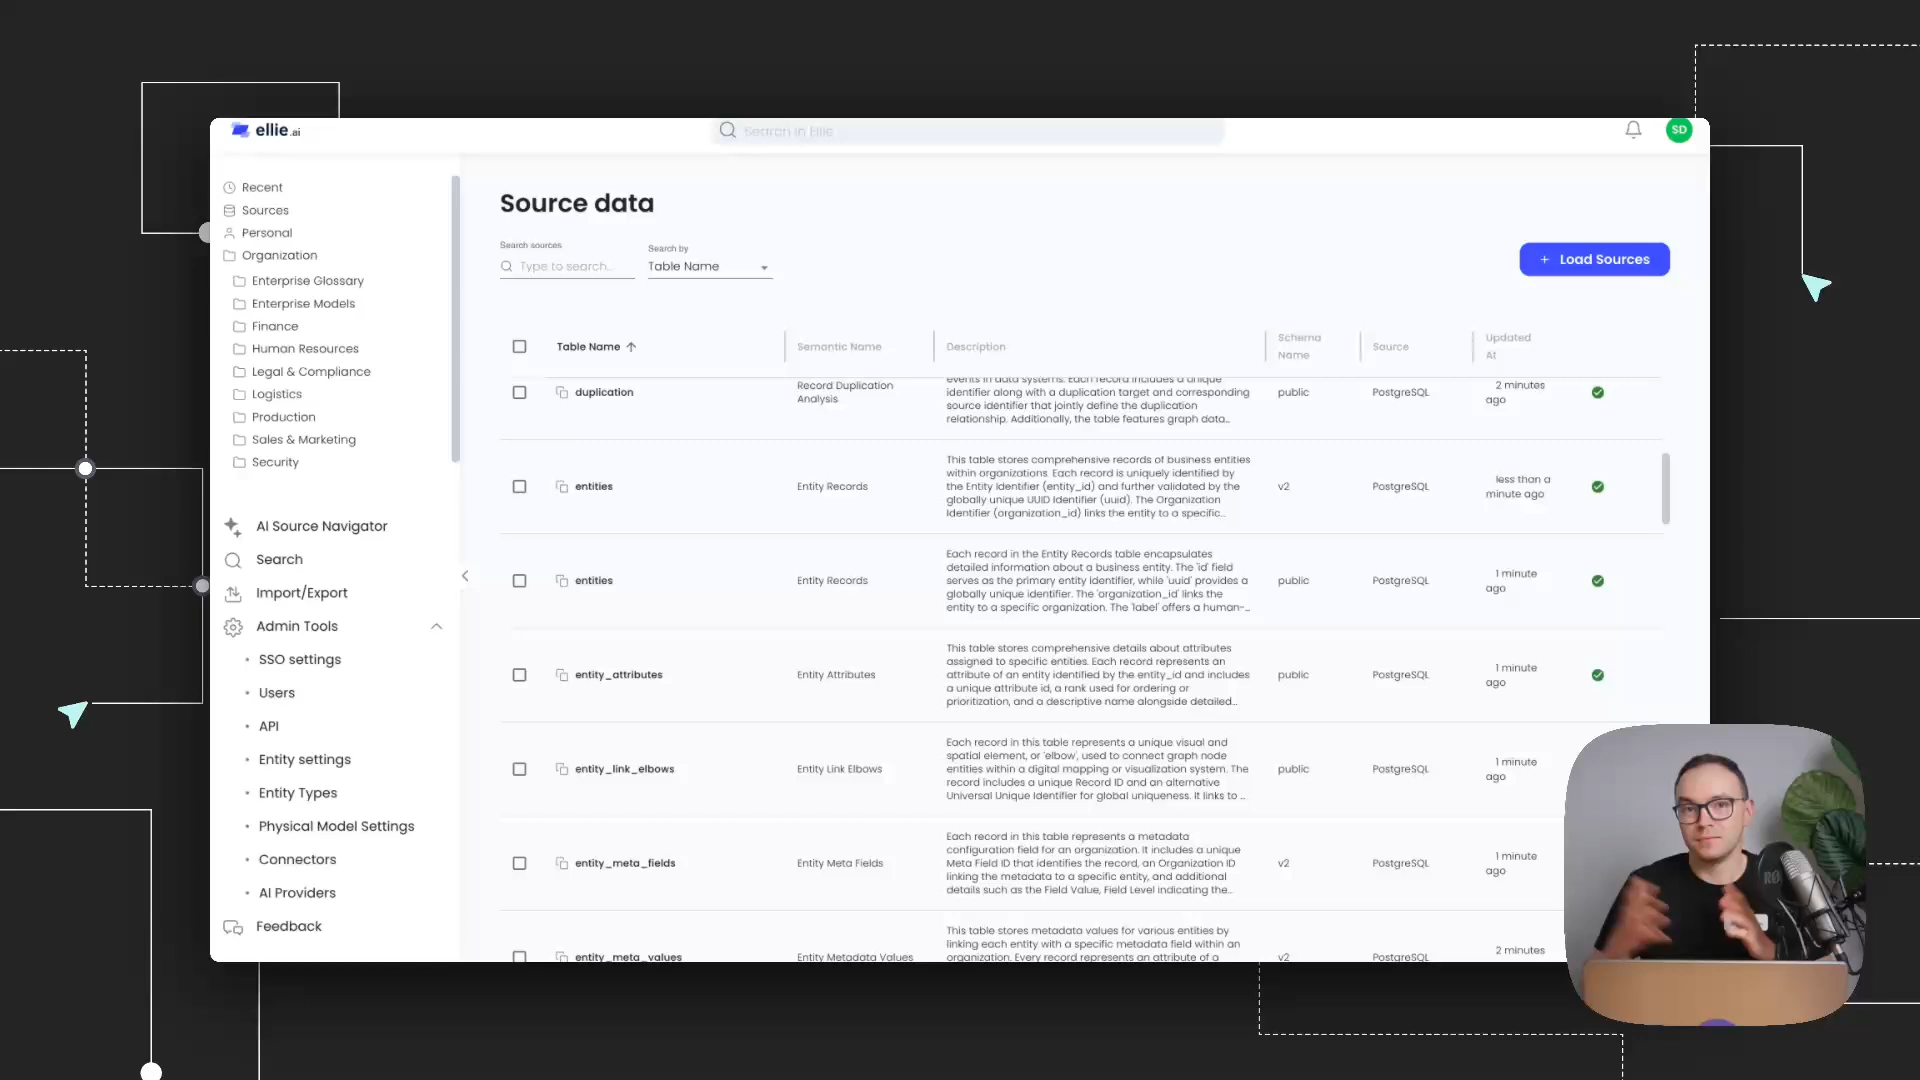 ellie.ai
Search in Ellie
SD
Recent
Sources
Personal
Organization
Enterprise Glossary
Enterprise Models
Finance
Human Resources
Legal & Compliance
Logistics
Production
Sales & Marketing
Security
AI Source Navigator
Search
Import/Export
Admin Tools
SSO settings
Users
API
Entity settings
Entity Types
Physical Model Settings
Connectors
AI Providers
Feedback
Source data
Search sources
Type to search...
Search by
Table Name
+ Load Sources
Table Name
Semantic Name
Description
Schema
Name
Source
Updated
At
duplication
Record Duplication
Analysis
events in data systems. Each record includes a unique
identifier along with a duplication target and corresponding
source identifier that jointly define the duplication
relationship. Additionally, the table features graph data...
public
PostgreSQL
2 minutes
ago
entities
Entity Records
This table stores comprehensive records of business entities
within organizations. Each record is uniquely identified by
the Entity Identifier (entity_id) and further validated by the
globally unique UUID Identifier (uuid). The Organization
Identifier (organization_id) links the entity to a specific...
v2
PostgreSQL
less than a
minute ago
entities
Entity Records
Each record in the Entity Records table encapsulates
detailed information about a business entity. The 'id' field
serves as the primary entity identifier, while 'uuid' provides a
globally unique identifier. The 'organization_id' links the
entity to a specific organization. The 'label' offers a human-...
public
PostgreSQL
1 minute
ago
entity_attributes
Entity Attributes
This table stores comprehensive details about attributes
assigned to specific entities. Each record represents an
attribute of an entity identified by the entity_id and includes
a unique attribute id, a rank used for ordering or
prioritization, and a descriptive name alongside detailed...
public
PostgreSQL
1 minute
ago
entity_link_elbows
Entity Link Elbows
Each record in this table represents a unique visual and
spatial element, or 'elbow', used to connect graph node
entities within a digital mapping or visualization system. The
record includes a unique Record ID and an alternative
Universal Unique Identifier for global uniqueness. It links to ...
public
PostgreSQL
1 minute
ago
entity_meta_fields
Entity Meta Fields
Each record in this table represents a metadata
configuration field for an organization. It includes a unique
Meta Field ID that identifies the record, an Organization ID
linking the metadata to a specific entity, and additional
details such as the Field Value, Field Level indicating the...
v2
PostgreSQL
1 minute
ago
entity_meta_values
Entity Metadata Values
This table stores metadata values for various entities by
linking each entity with a specific metadata field within an
organization. Every record represents an attribute of a
v2
PostgreSQL
2 minutes